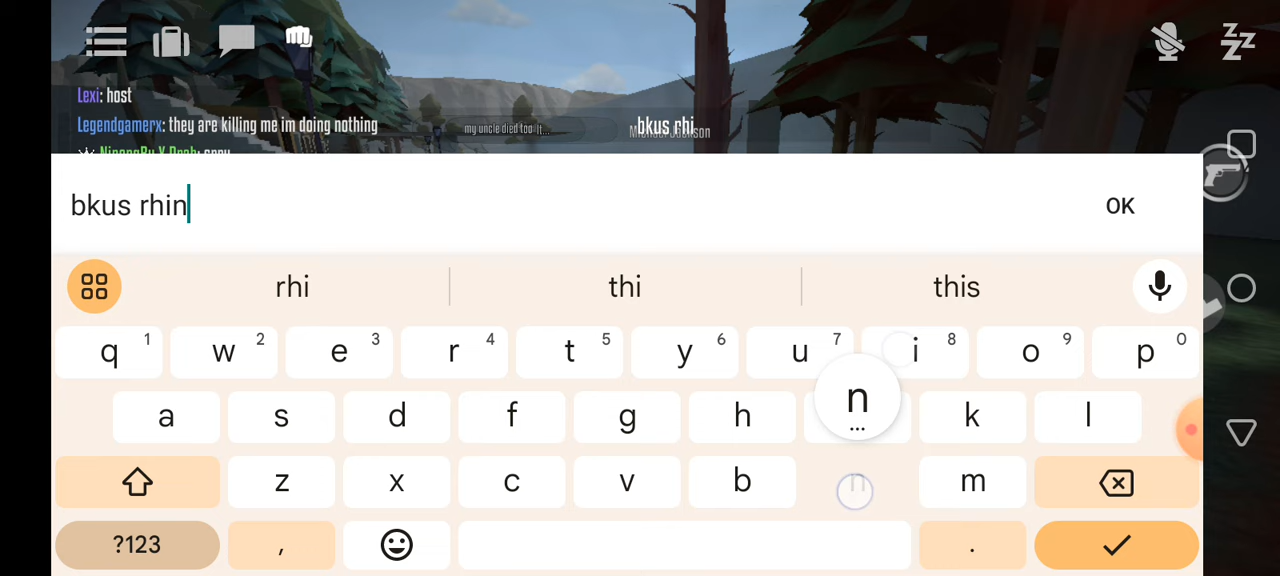 Lexi: host
Legendgamerx: they are killing me im doing nothing
my uncle died too it...
bkus rhi
bkus rhin
OK
rhi
thi
this
q 1 w 2 e 3 r 4 t 5 y 6 u 7 i 8 o 9 p 0
a s d f g h n k l
...
z x c v b n m
?123 , .